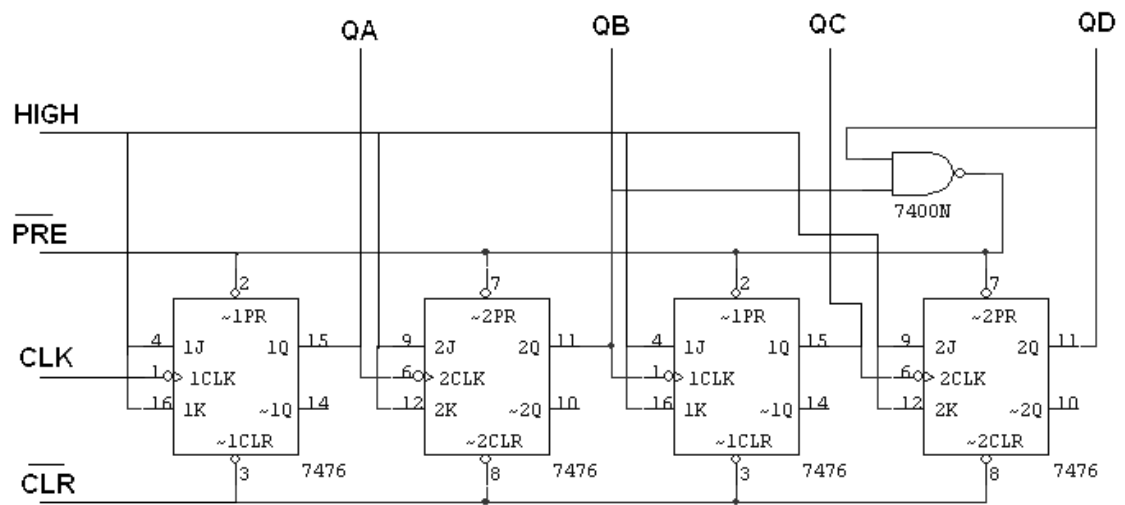 QA QB QC QD
HIGH
7400N
PRE
2 7 2 7
~1PR ~2PR ~1PR ~2PR
4 1J 1Q 15 9 2J 2Q 11 4 1J 1Q 15 9 2J 2Q 11
CLK 1 1CLK 6 2CLK 1 1CLK 6 2CLK
16 1K ~1Q 14 12 2K ~2Q 10 16 1K ~1Q 14 12 2K ~2Q 10
~1CLR ~2CLR ~1CLR ~2CLR
3 7476 8 7476 3 7476 8 7476
CLR